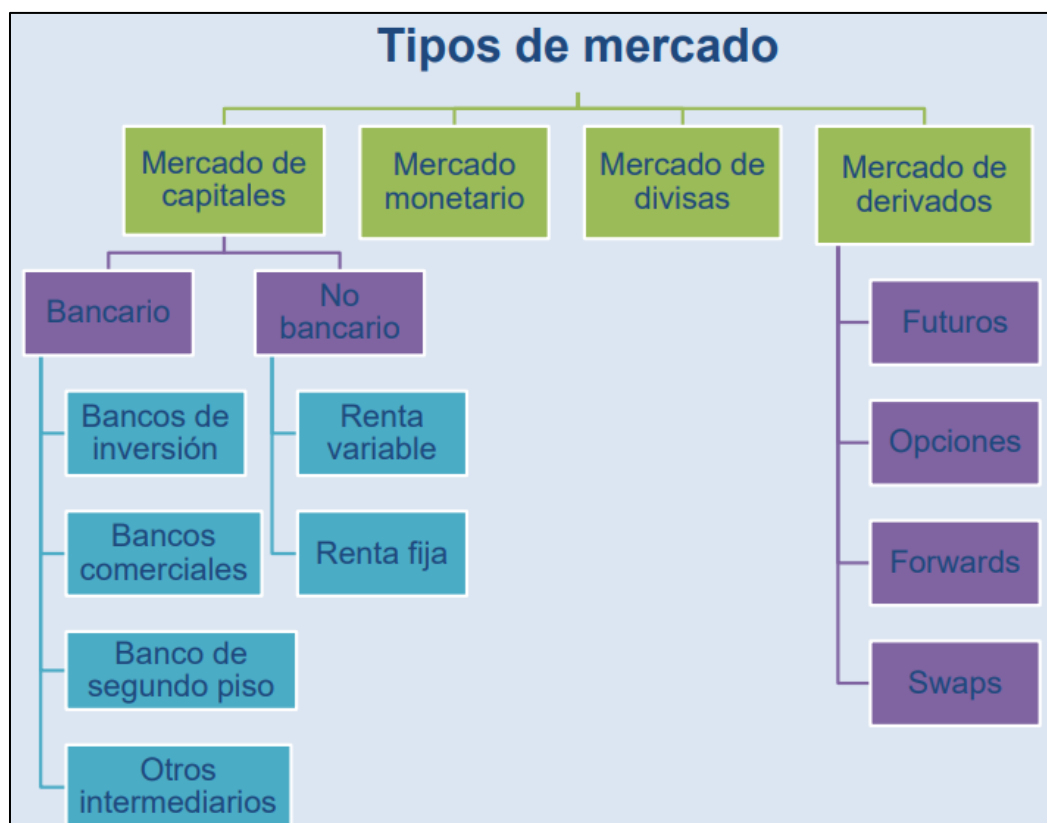 Tipos de mercado
Mercado de
capitales
Mercado
monetario
Mercado de
divisas
Mercado de
derivados
Bancario
No
bancario
Bancos de
inversión
Bancos
comerciales
Banco de
segundo piso
Otros
intermediarios
Renta
variable
Renta fija
Futuros
Opciones
Forwards
Swaps